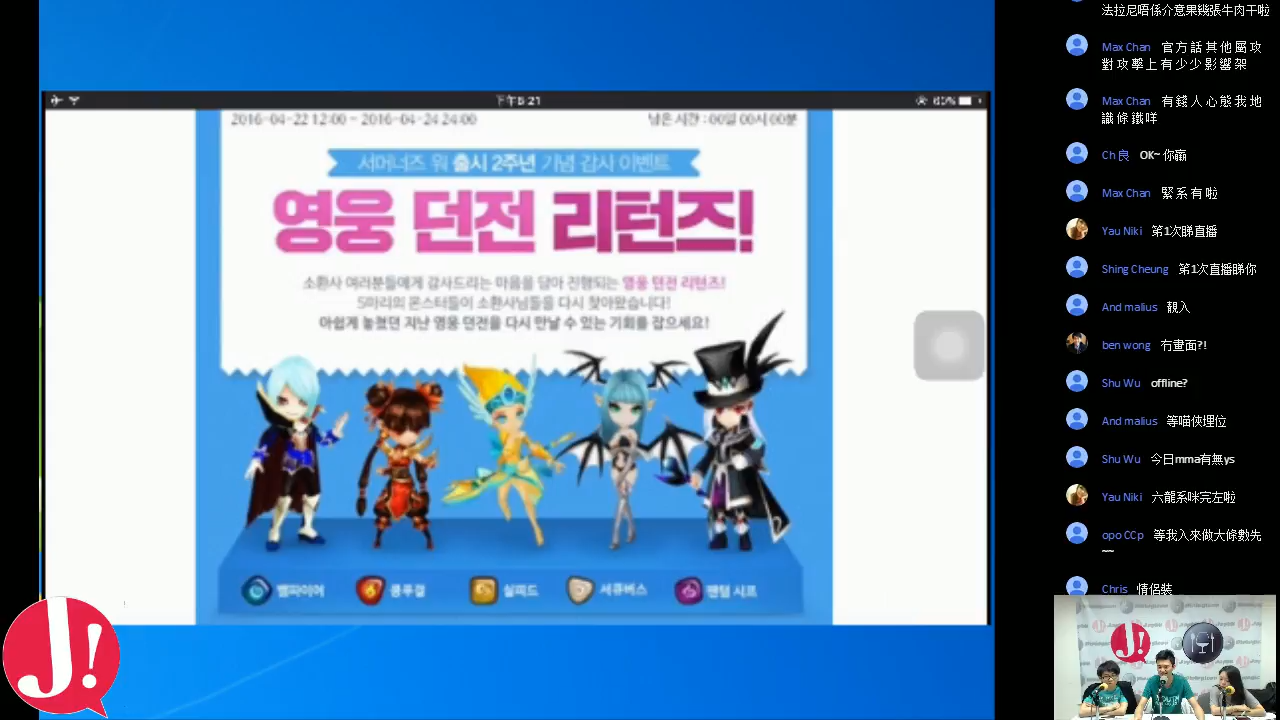 下午8:21
60%
2016-04-22 12:00 ~ 2016-04-24 24:00
남은 시간 : 00일 00시 00분
서머너즈 워 출시 2주년 기념 감사 이벤트
영웅 던전 리턴즈!
소환사 여러분들에게 감사드리는 마음을 담아 진행되는 영웅 던전 리턴즈!
5마리의 몬스터들이 소환사님들을 다시 찾아왔습니다!
아쉽게 놓쳤던 지난 영웅 던전을 다시 만날 수 있는 기회를 잡으세요!
뱀파이어
쿵푸걸
실피드
서큐버스
팬텀 시프
J!
法拉尼唔係介意果幾張牛肉干啦
Max Chan 官方話其他屬攻
對攻擊上有少少影響架
Max Chan 有錢人心態我地
識條鐵咩
Ch 良 OK~ 你贏
Max Chan 緊系有啦
Yau Niki 第1次睇直播
Shing Cheung 第1次直播睇你
And malius 靚入
ben wong 冇畫面?!
Shu Wu offline?
And malius 等喵俠埋位
Shu Wu 今日mma有無ys
Yau Niki 六龍系咪完左啦
opo CCp 等我入來做大條數先
~~
Chris 情侶裝
J!